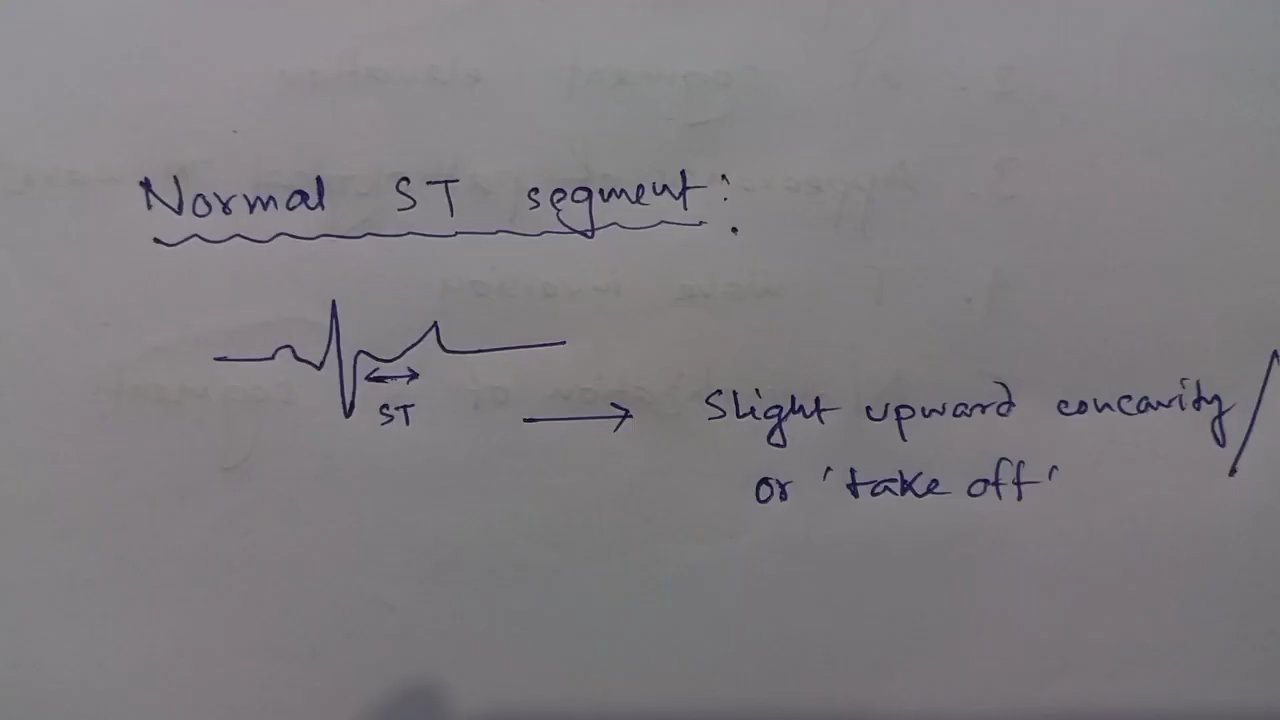 Normal ST segment:
ST
→ Slight upward concavity/
or 'take off'